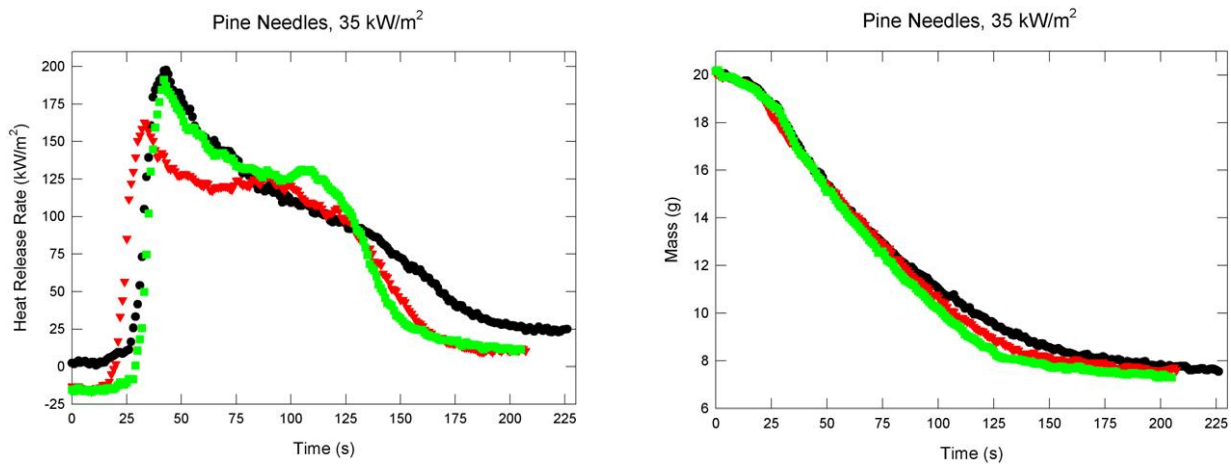 Pine Needles, 35 kW/m²
Heat Release Rate (kW/m²)
200
175
150
125
100
75
50
25
0
-25
0 25 50 75 100 125 150 175 200 225
Time (s)
Pine Needles, 35 kW/m²
Mass (g)
20
18
16
14
12
10
8
6
0 25 50 75 100 125 150 175 200 225
Time (s)